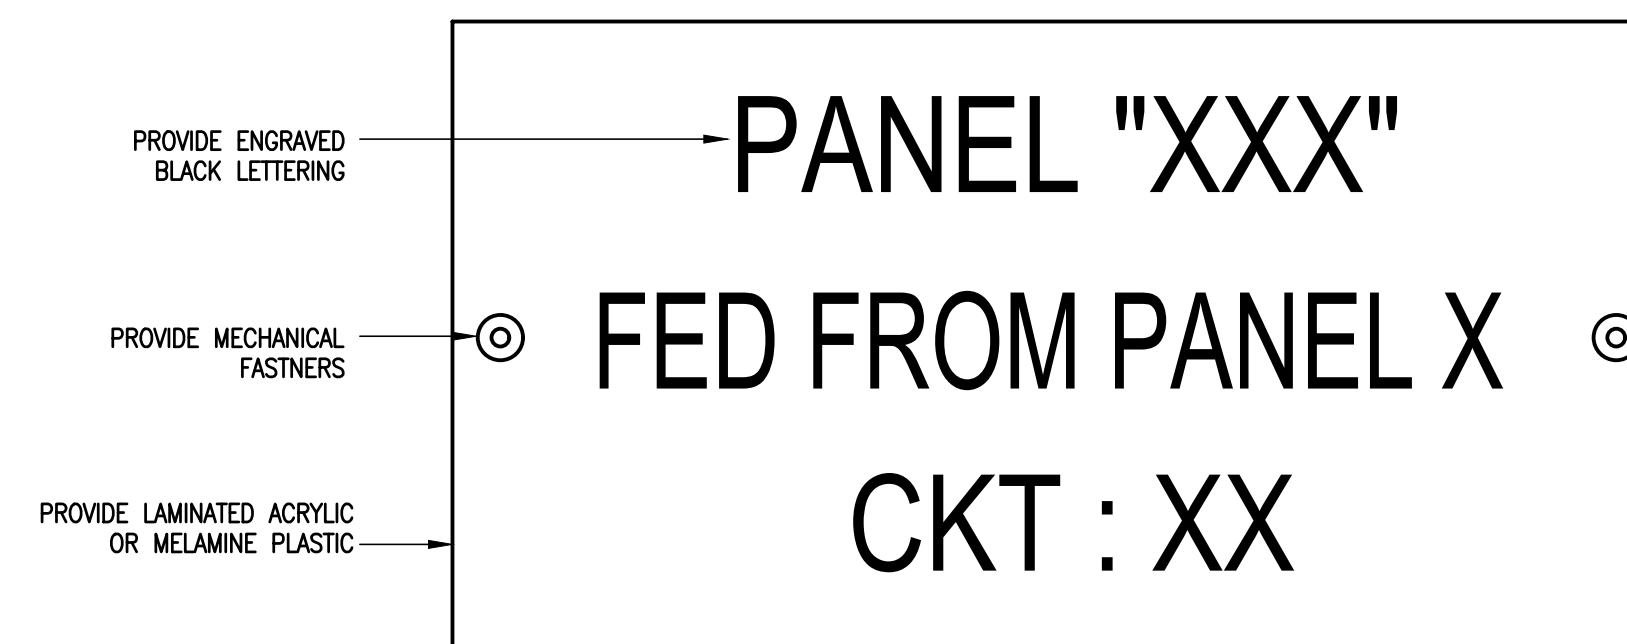 PROVIDE ENGRAVED
BLACK LETTERING
PANEL "XXX"
PROVIDE MECHANICAL
FASTNERS
FED FROM PANEL X
PROVIDE LAMINATED ACRYLIC
OR MELAMINE PLASTIC
CKT : XX